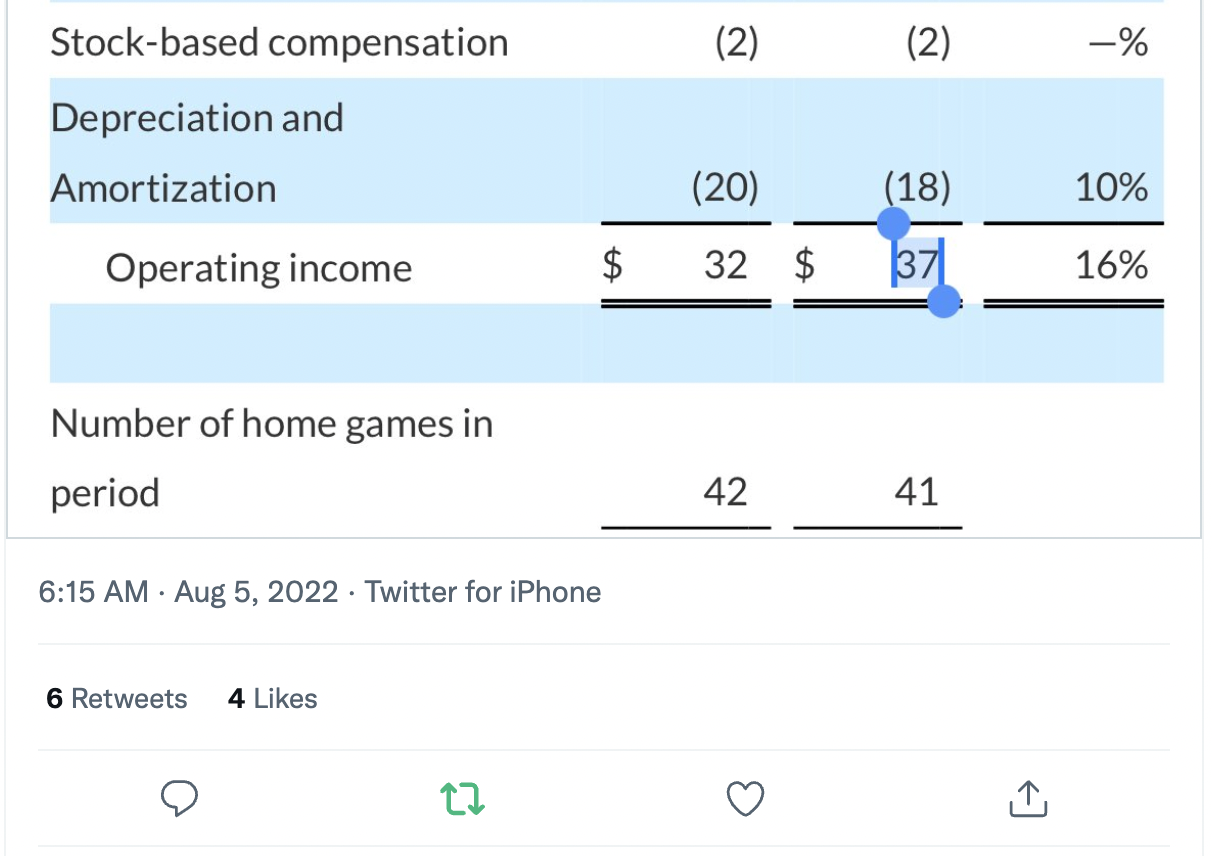 Stock-based compensation (2) (2) —%
Depreciation and
Amortization (20) (18) 10%
Operating income $ 32 $ 37 16%
Number of home games in
period 42 41
6:15 AM · Aug 5, 2022 · Twitter for iPhone
6 Retweets 4 Likes